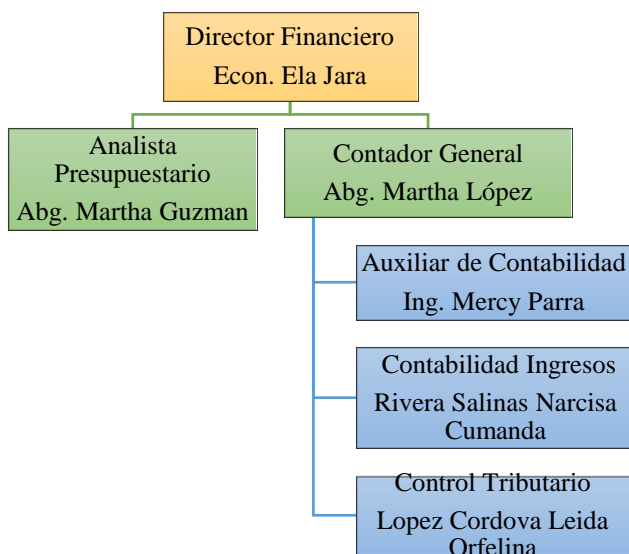 Director Financiero
Econ. Ela Jara
Analista
Presupuestario
Abg. Martha Guzman
Contador General
Abg. Martha López
Auxiliar de Contabilidad
Ing. Mercy Parra
Contabilidad Ingresos
Rivera Salinas Narcisa
Cumanda
Control Tributario
Lopez Cordova Leida
Orfelina